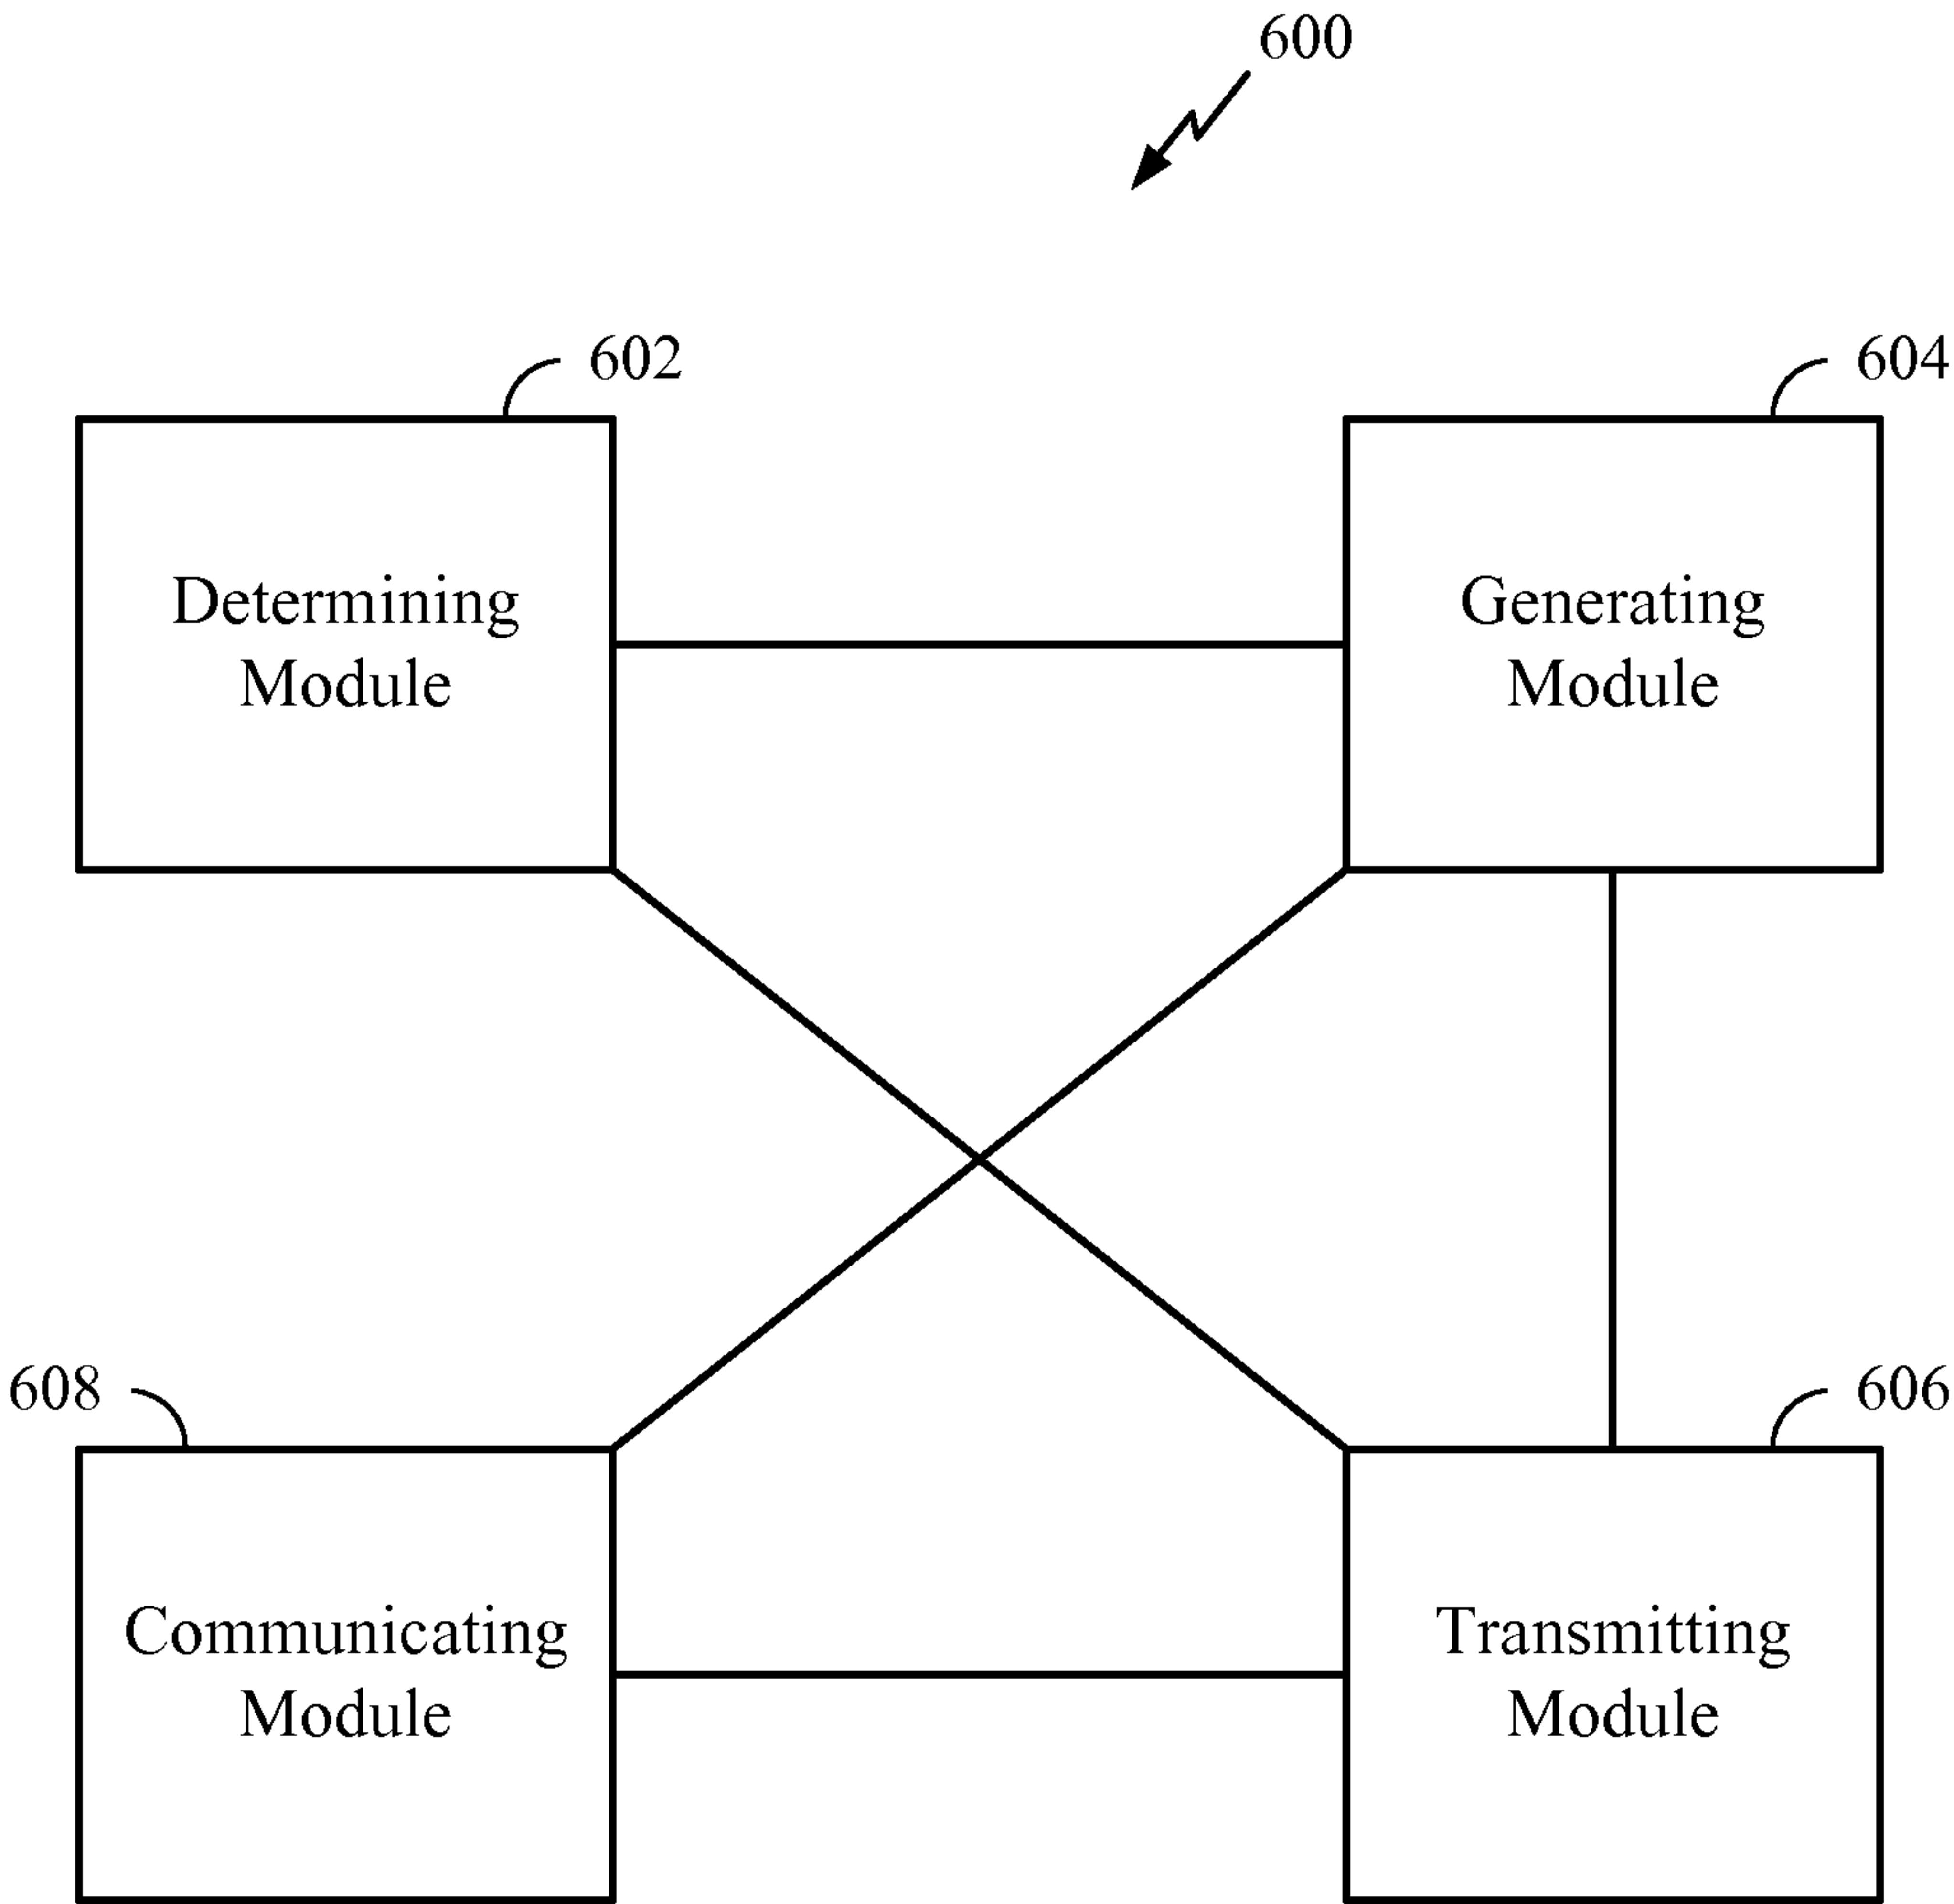 600
602
604
Determining
Module
Generating
Module
608
606
Communicating
Module
Transmitting
Module